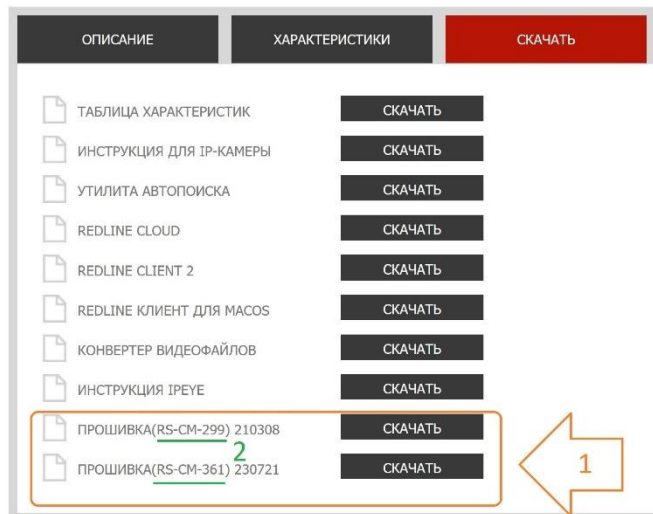 ОПИСАНИЕ ХАРАКТЕРИСТИКИ СКАЧАТЬ
ТАБЛИЦА ХАРАКТЕРИСТИК СКАЧАТЬ
ИНСТРУКЦИЯ ДЛЯ IP-КАМЕРЫ СКАЧАТЬ
УТИЛИТА АВТОПОИСКА СКАЧАТЬ
REDLINE CLOUD СКАЧАТЬ
REDLINE CLIENT 2 СКАЧАТЬ
REDLINE КЛИЕНТ ДЛЯ MACOS СКАЧАТЬ
КОНВЕРТЕР ВИДЕОФАЙЛОВ СКАЧАТЬ
ИНСТРУКЦИЯ IPEYE СКАЧАТЬ
ПРОШИВКА(RS-CM-299) 210308 СКАЧАТЬ
2
ПРОШИВКА(RS-CM-361) 230721 СКАЧАТЬ
1